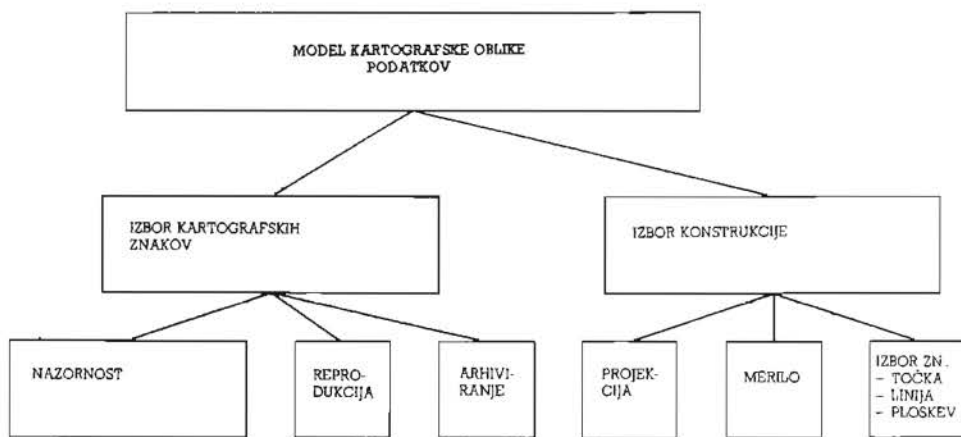 MODEL KARTOGRAFSKE OBLIKE
PODATKOV
IZBOR KARTOGRAFSKIH
ZNAKOV
IZBOR KONSTRUKCIJE
NAZORNOST
REPRO-
DUKCIJA
ARHIVI-
RANJE
PROJEK-
CIJA
MERILO
IZBOR ZN.
- TOČKA
- LINIJA
- PLOSKEV